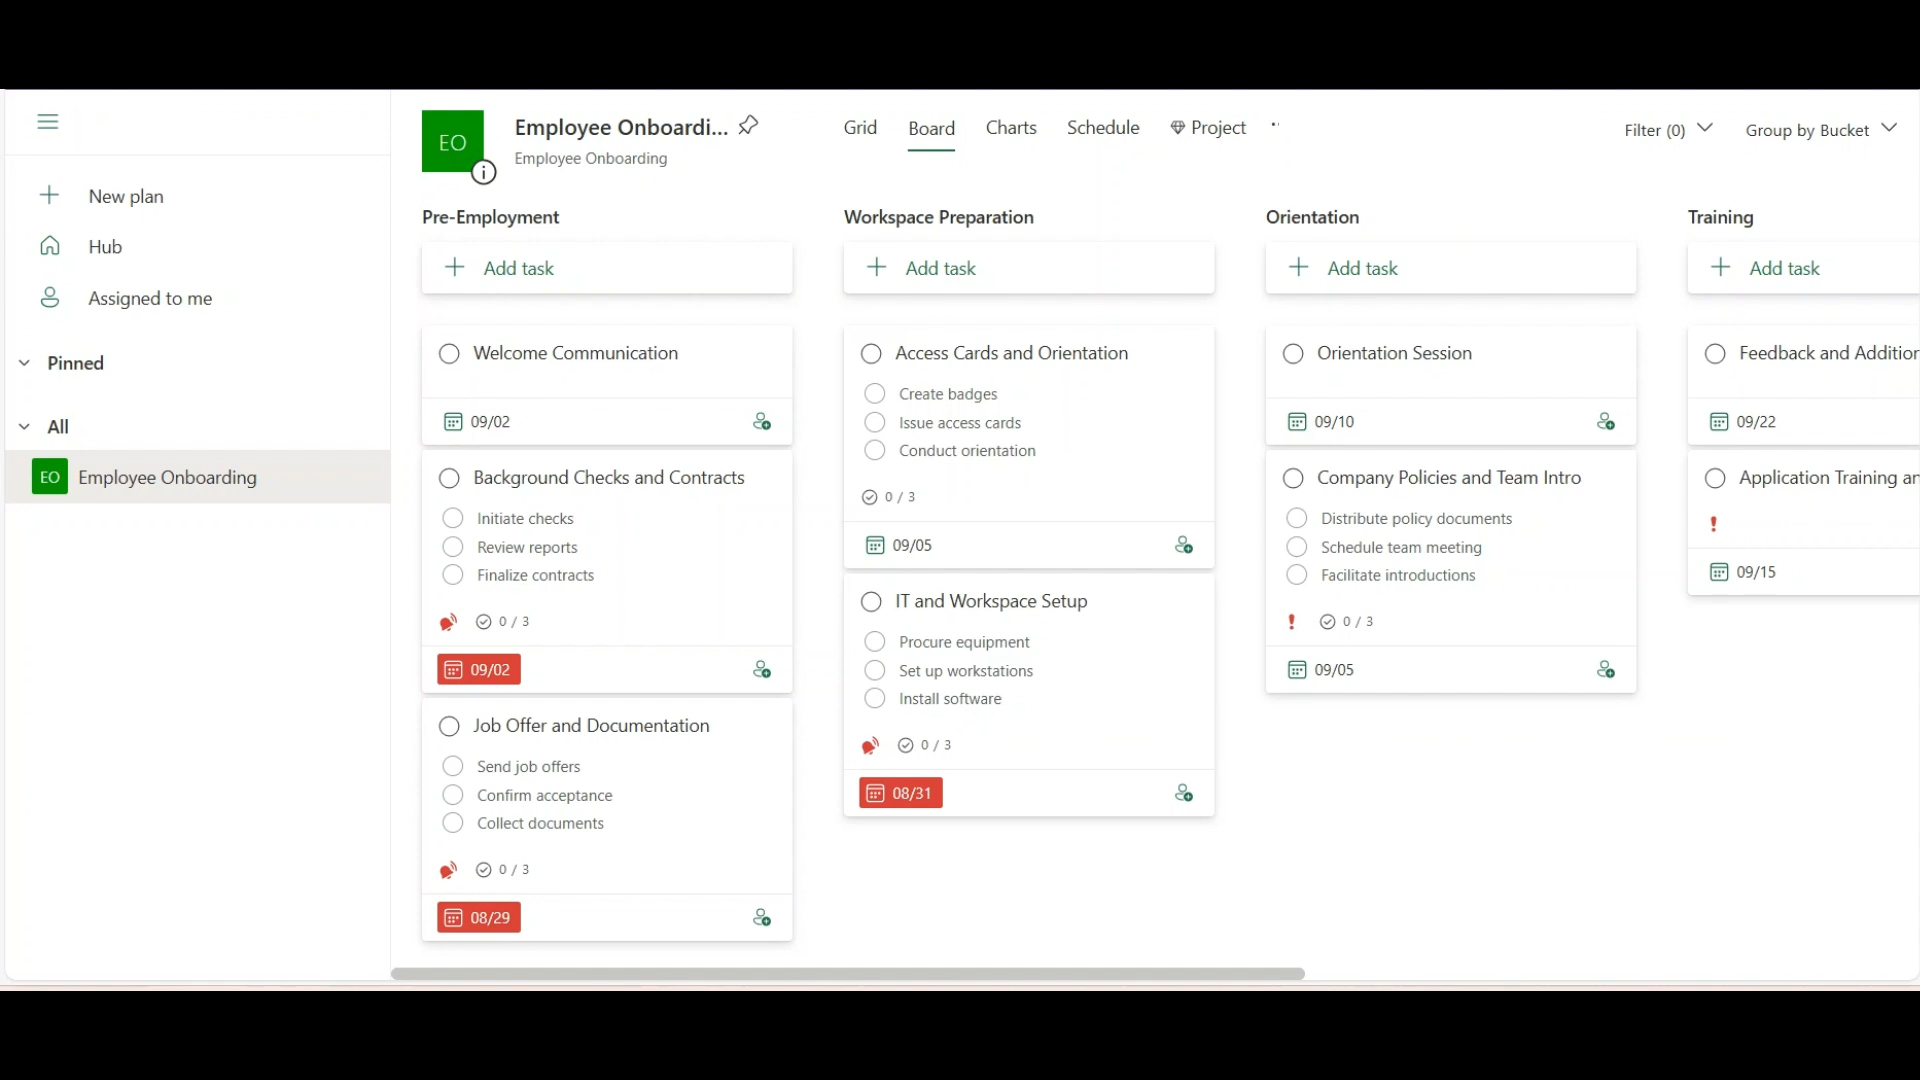 EO
Employee Onboardi...
Employee Onboarding
Grid
Board
Charts
Schedule
Project
Filter (0)
Group by Bucket
New plan
Hub
Assigned to me
Pinned
All
EO Employee Onboarding
Pre-Employment
Add task
Welcome Communication
09/02
Background Checks and Contracts
Initiate checks
Review reports
Finalize contracts
0 / 3
09/02
Job Offer and Documentation
Send job offers
Confirm acceptance
Collect documents
0 / 3
08/29
Workspace Preparation
Add task
Access Cards and Orientation
Create badges
Issue access cards
Conduct orientation
0 / 3
09/05
IT and Workspace Setup
Procure equipment
Set up workstations
Install software
0 / 3
08/31
Orientation
Add task
Orientation Session
09/10
Company Policies and Team Intro
Distribute policy documents
Schedule team meeting
Facilitate introductions
0 / 3
09/05
Training
Add task
Feedback and Addition
09/22
Application Training an
09/15